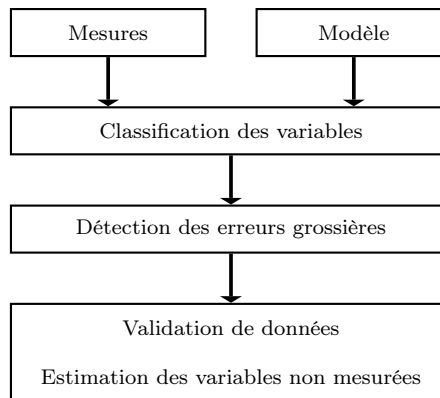 Mesures
Modèle
Classification des variables
Détection des erreurs grossières
Validation de données
Estimation des variables non mesurées